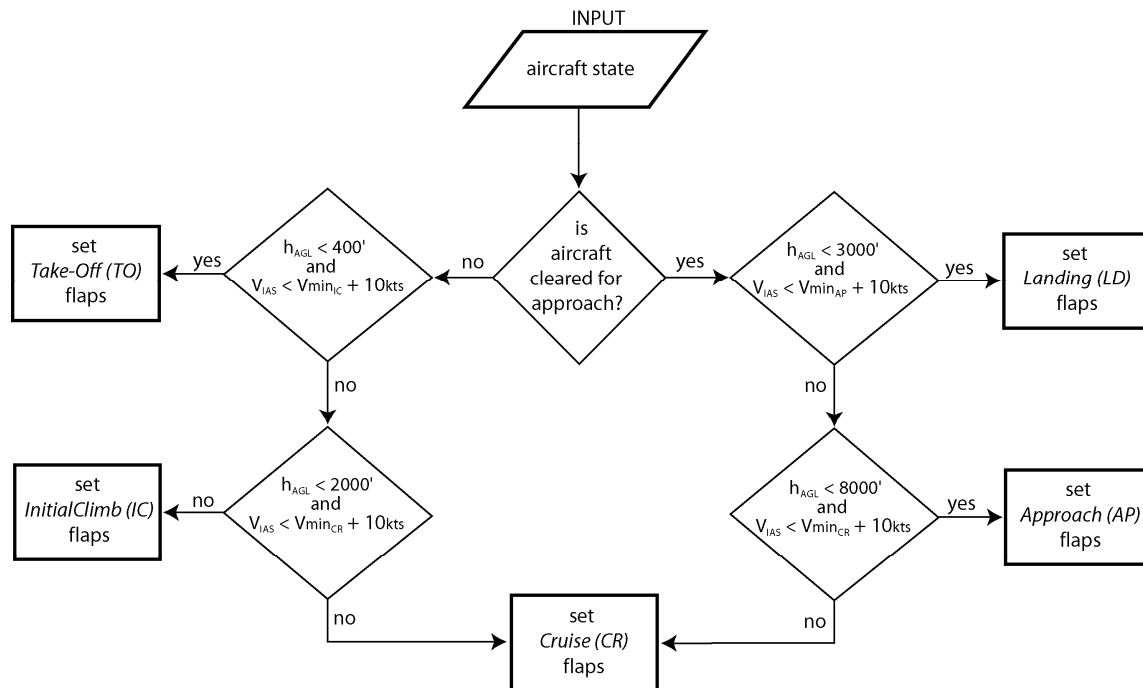 INPUT
aircraft state
is
aircraft
cleared for
approach?
no
yes
h_AGL < 400'
and
V_IAS < Vmin_IC + 10kts
yes
set
Take-Off (TO)
flaps
no
h_AGL < 3000'
and
V_IAS < Vmin_AP + 10kts
yes
set
Landing (LD)
flaps
no
h_AGL < 2000'
and
V_IAS < Vmin_CR + 10kts
no
set
InitialClimb (IC)
flaps
no
h_AGL < 8000'
and
V_IAS < Vmin_CR + 10kts
yes
set
Approach (AP)
flaps
no
set
Cruise (CR)
flaps